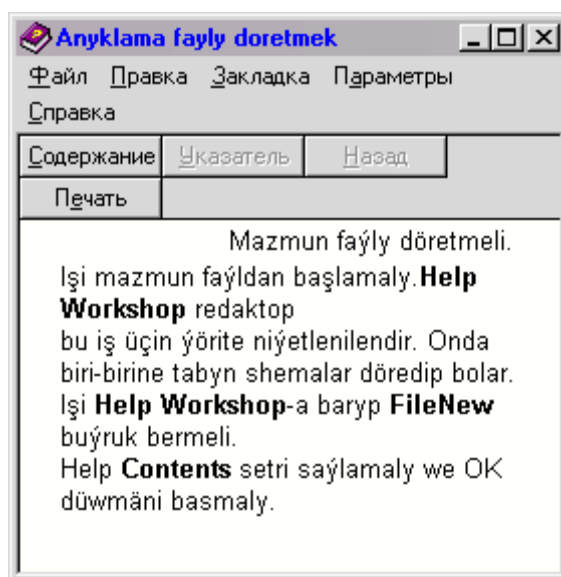 Anyklama fayly doretmek
Файл Правка Закладка Параметры
Справка
Содержание Указатель Назад
Печать
Mazmun faýly döretmeli.
Işi mazmun faýldan başlamaly.Help
Workshop redaktop
bu iş üçin ýörite niýetlenilendir. Onda
biri-birine tabyn shemalar döredip bolar.
Işi Help Workshop-a baryp FileNew
buýruk bermeli.
Help Contents setri saýlamaly we OK
düwmäni basmaly.